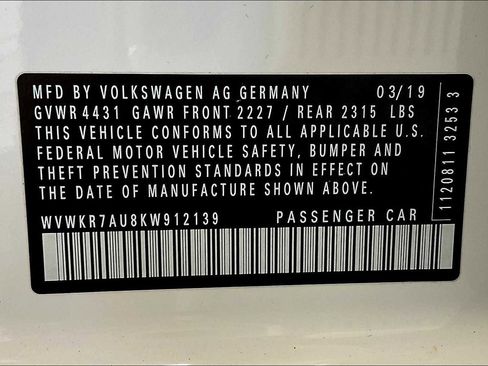 MFD BY VOLKSWAGEN AG GERMANY 03/19
GVWR 4431 GAWR FRONT 2227 / REAR 2315 LBS
THIS VEHICLE CONFORMS TO ALL APPLICABLE U.S.
FEDERAL MOTOR VEHICLE SAFETY, BUMPER AND
THEFT PREVENTION STANDARDS IN EFFECT ON
THE DATE OF MANUFACTURE SHOWN ABOVE.
WVWKR7AU8KW912139 PASSENGER CAR
1120811 3253 3